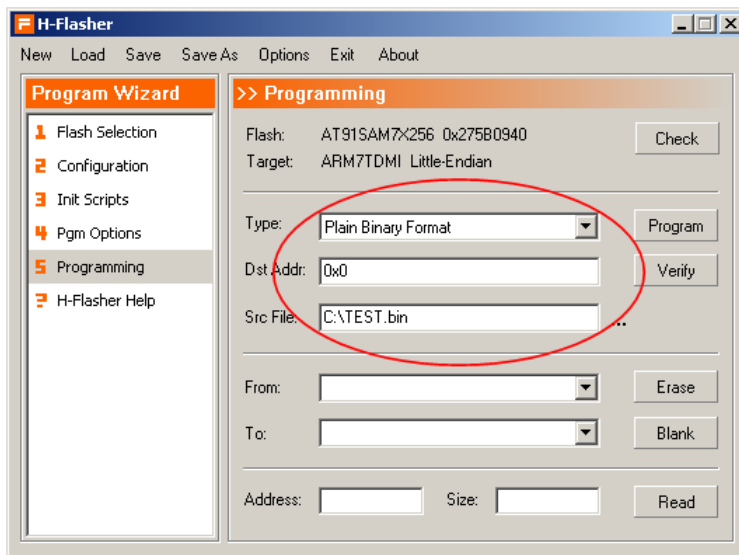 H-Flasher
New Load Save Save As Options Exit About
Program Wizard
1 Flash Selection
2 Configuration
3 Init Scripts
4 Pgm Options
5 Programming
? H-Flasher Help
>> Programming
Flash: AT91SAM7X256 0x275B0940
Target: ARM7TDMI Little-Endian
Check
Type: Plain Binary Format
Program
Dst Addr: 0x0
Verify
Src File: C:\TEST.bin
...
From:
Erase
To:
Blank
Address: Size:
Read